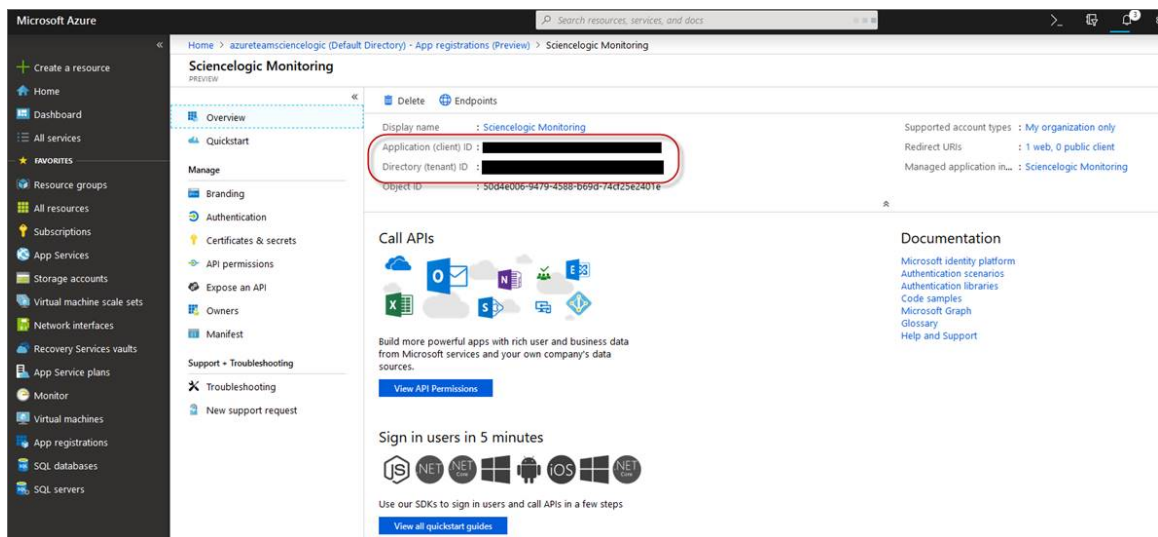 Microsoft Azure
Search resources, services, and docs
3
Create a resource
Home
Dashboard
All services
FAVORITES
Resource groups
All resources
Subscriptions
App Services
Storage accounts
Virtual machine scale sets
Network interfaces
Recovery Services vaults
App Service plans
Monitor
Virtual machines
App registrations
SQL databases
SQL servers
Home > azureteamsciencelogic (Default Directory) - App registrations (Preview) > Sciencelogic Monitoring
Sciencelogic Monitoring
PREVIEW
Overview
Quickstart
Manage
Branding
Authentication
Certificates & secrets
API permissions
Expose an API
Owners
Manifest
Support + Troubleshooting
Troubleshooting
New support request
Delete
Endpoints
Display name : Sciencelogic Monitoring
Application (client) ID :
Directory (tenant) ID :
Object ID : 50d4e006-9479-4588-b69d-74cf25e2401e
Supported account types : My organization only
Redirect URIs : 1 web, 0 public client
Managed application in... : Sciencelogic Monitoring
Call APIs
Build more powerful apps with rich user and business data
from Microsoft services and your own company's data
sources.
View API Permissions
Sign in users in 5 minutes
JS .NET .NET Core iOS .NET Core
Use our SDKs to sign in users and call APIs in a few steps
View all quickstart guides
Documentation
Microsoft identity platform
Authentication scenarios
Authentication libraries
Code samples
Microsoft Graph
Glossary
Help and Support